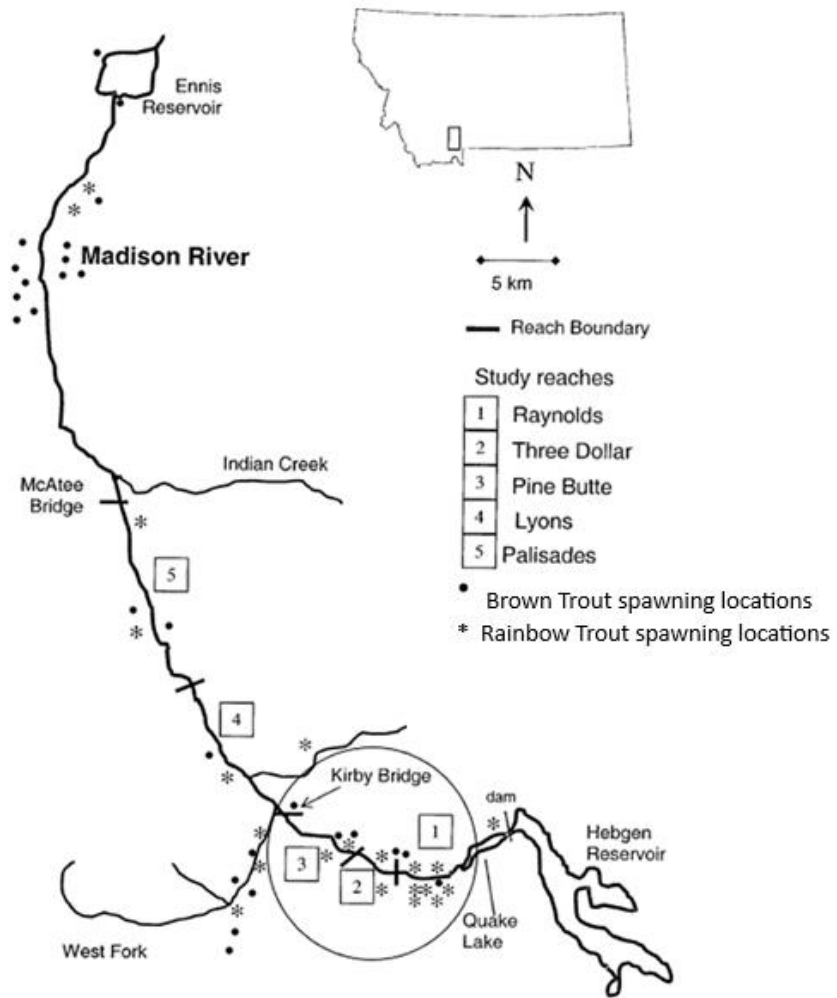 Ennis
Reservoir
N
Madison River
5 km
Reach Boundary
Study reaches
1 Raynolds
2 Three Dollar
3 Pine Butte
4 Lyons
5 Palisades
• Brown Trout spawning locations
* Rainbow Trout spawning locations
Indian Creek
McAtee
Bridge
5
4
Kirby Bridge
dam
1
Hebgen
Reservoir
3
2
Quake
Lake
West Fork